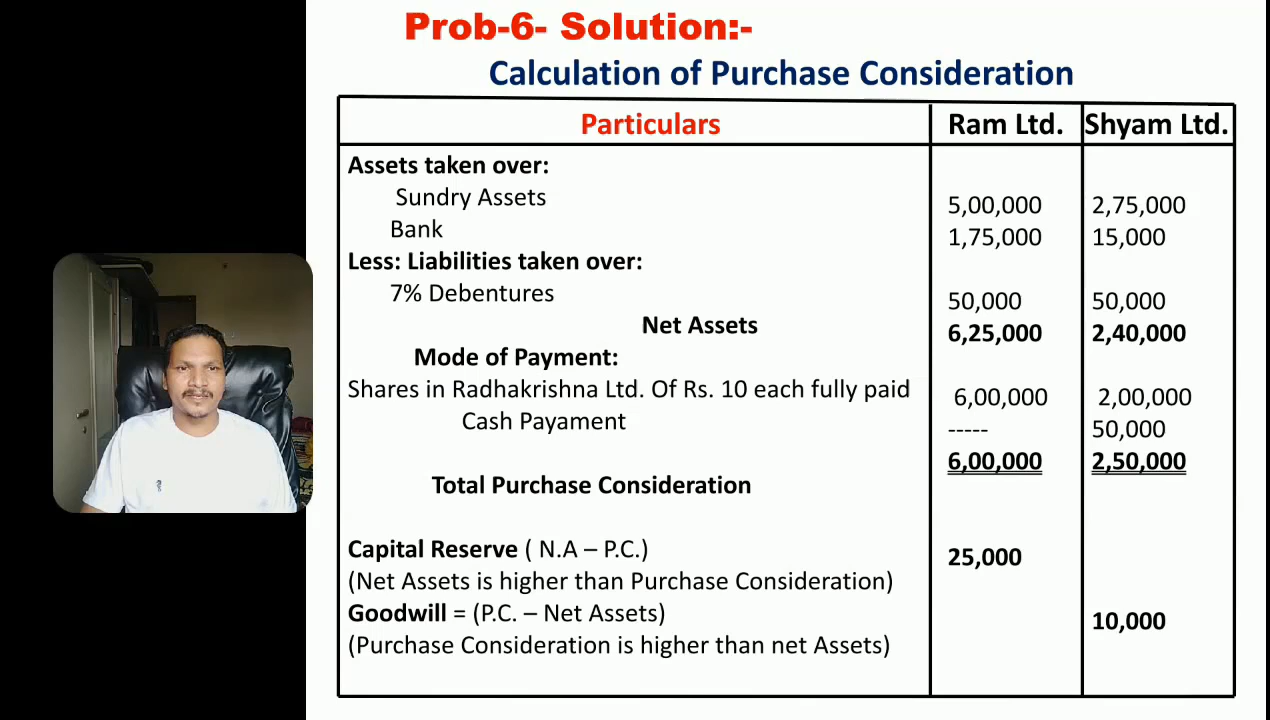 Prob-6- Solution:-
Calculation of Purchase Consideration
Particulars Ram Ltd. Shyam Ltd.
Assets taken over:
Sundry Assets 5,00,000 2,75,000
Bank 1,75,000 15,000
Less: Liabilities taken over:
7% Debentures 50,000 50,000
Net Assets 6,25,000 2,40,000
Mode of Payment:
Shares in Radhakrishna Ltd. Of Rs. 10 each fully paid 6,00,000 2,00,000
Cash Payament ----- 50,000
6,00,000 2,50,000
Total Purchase Consideration
Capital Reserve ( N.A – P.C.) 25,000
(Net Assets is higher than Purchase Consideration)
Goodwill = (P.C. – Net Assets) 10,000
(Purchase Consideration is higher than net Assets)